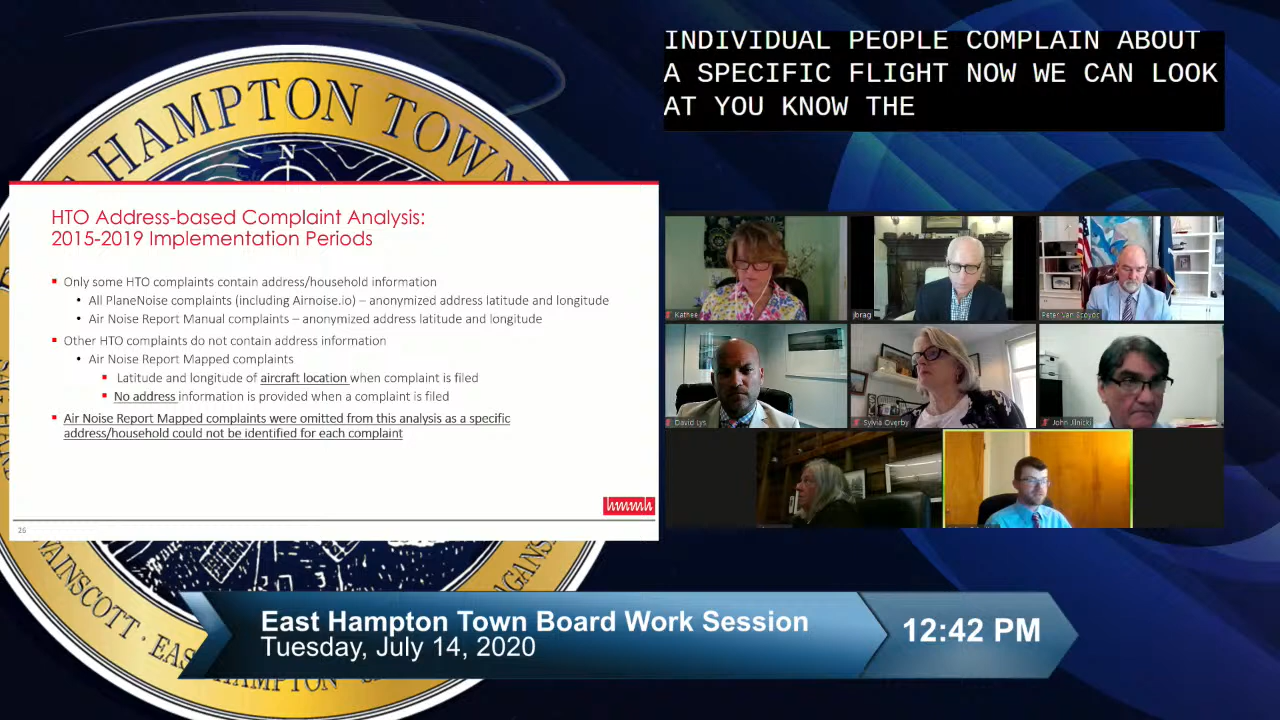 INDIVIDUAL PEOPLE COMPLAIN ABOUT
A SPECIFIC FLIGHT NOW WE CAN LOOK
AT YOU KNOW THE
HAMPTON TOWN
N
HTO Address-based Complaint Analysis:
2015-2019 Implementation Periods
Only some HTO complaints contain address/household information
All PlaneNoise complaints (including Airnoise.io) – anonymized address latitude and longitude
Air Noise Report Manual complaints – anonymized address latitude and longitude
Other HTO complaints do not contain address information
Air Noise Report Mapped complaints
Latitude and longitude of aircraft location when complaint is filed
No address information is provided when a complaint is filed
Air Noise Report Mapped complaints were omitted from this analysis as a specific
address/household could not be identified for each complaint
hmmh
26
Kathee
jbrag
Peter Van Scoyoc
David Lys
Sylvia Overby
John Jilnicki
WAINSCOTT · EAS
East Hampton Town Board Work Session
Tuesday, July 14, 2020
12:42 PM